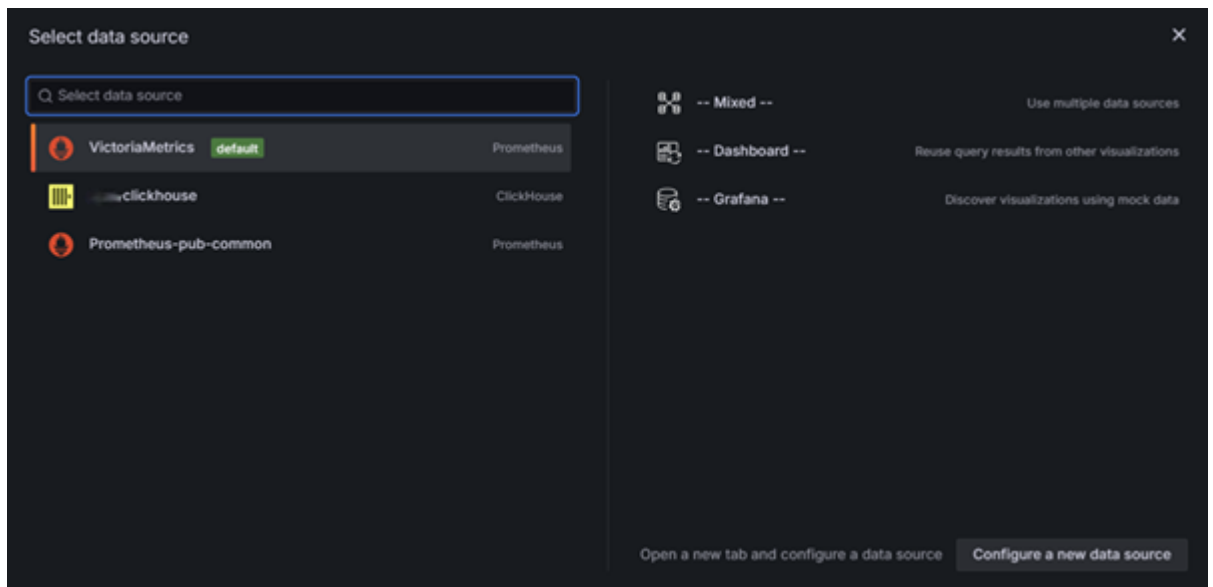 Select data source
Select data source
VictoriaMetrics default Prometheus
clickhouse ClickHouse
Prometheus-pub-common Prometheus
-- Mixed -- Use multiple data sources
-- Dashboard -- Reuse query results from other visualizations
-- Grafana -- Discover visualizations using mock data
Open a new tab and configure a data source Configure a new data source